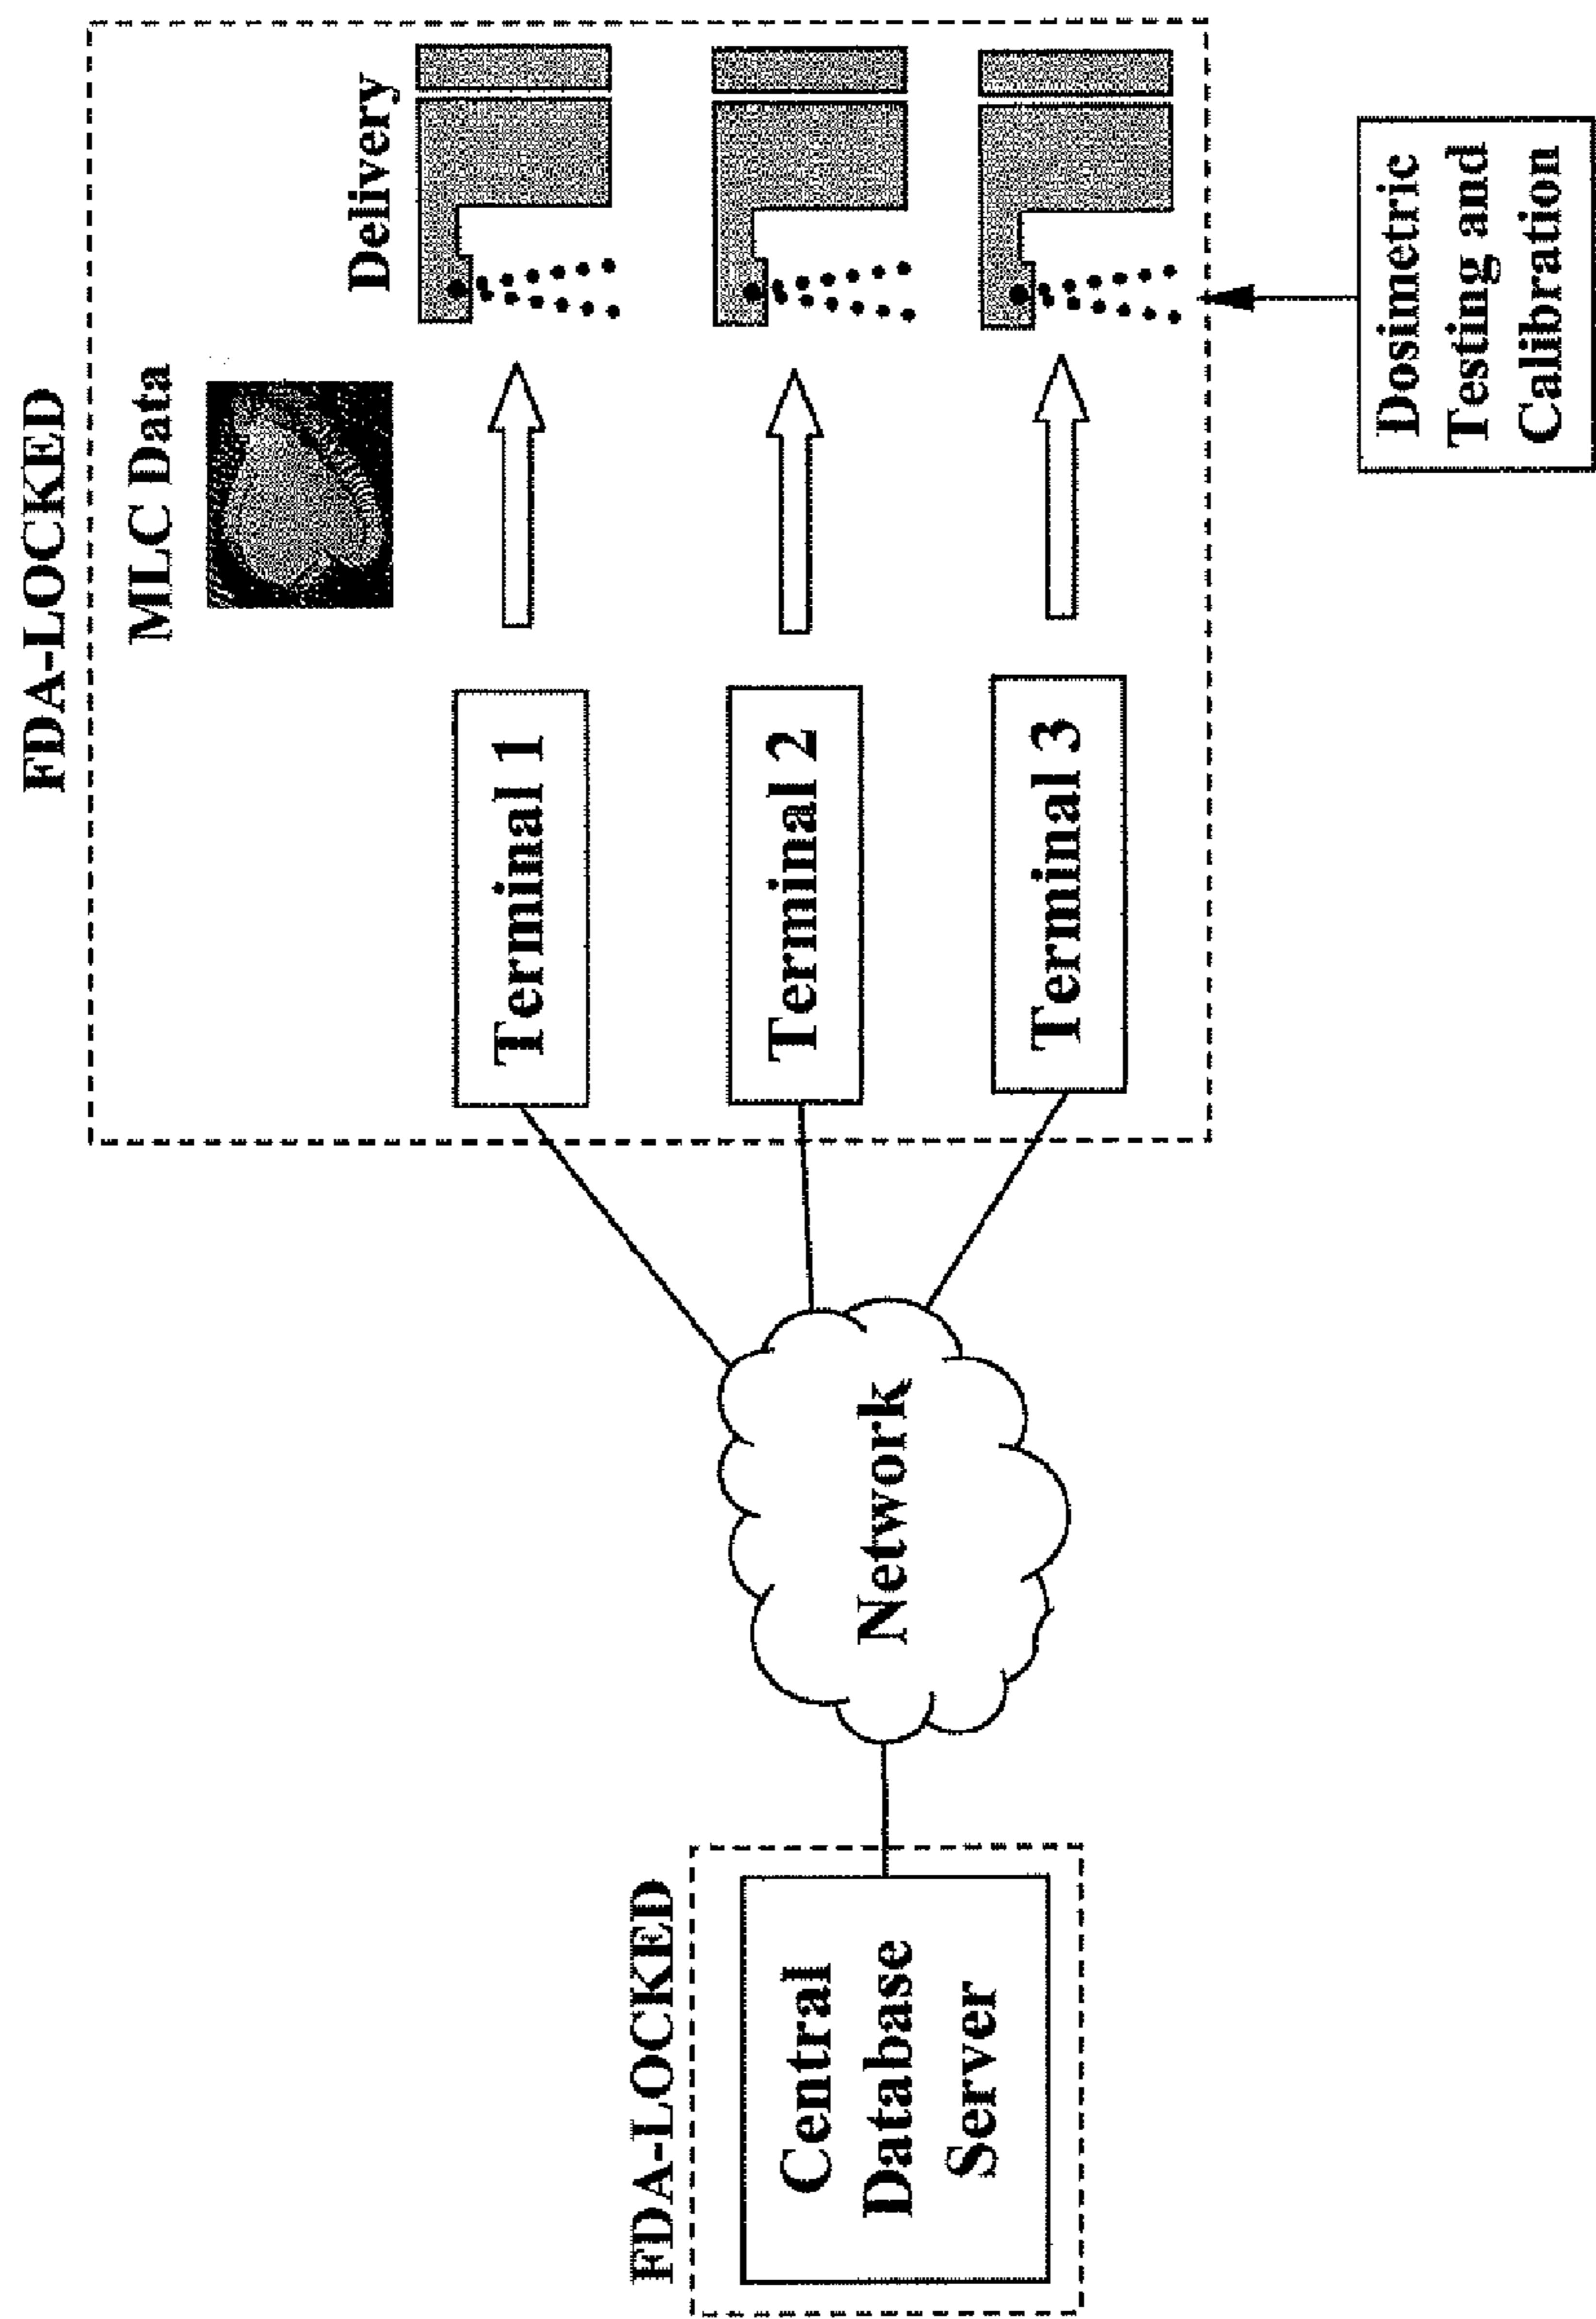 FDA-LOCKED
MLC Data
Delivery
Terminal 1
Terminal 2
Terminal 3
FDA-LOCKED
Central
Database
Server
Network
Dosimetric
Testing and
Calibration